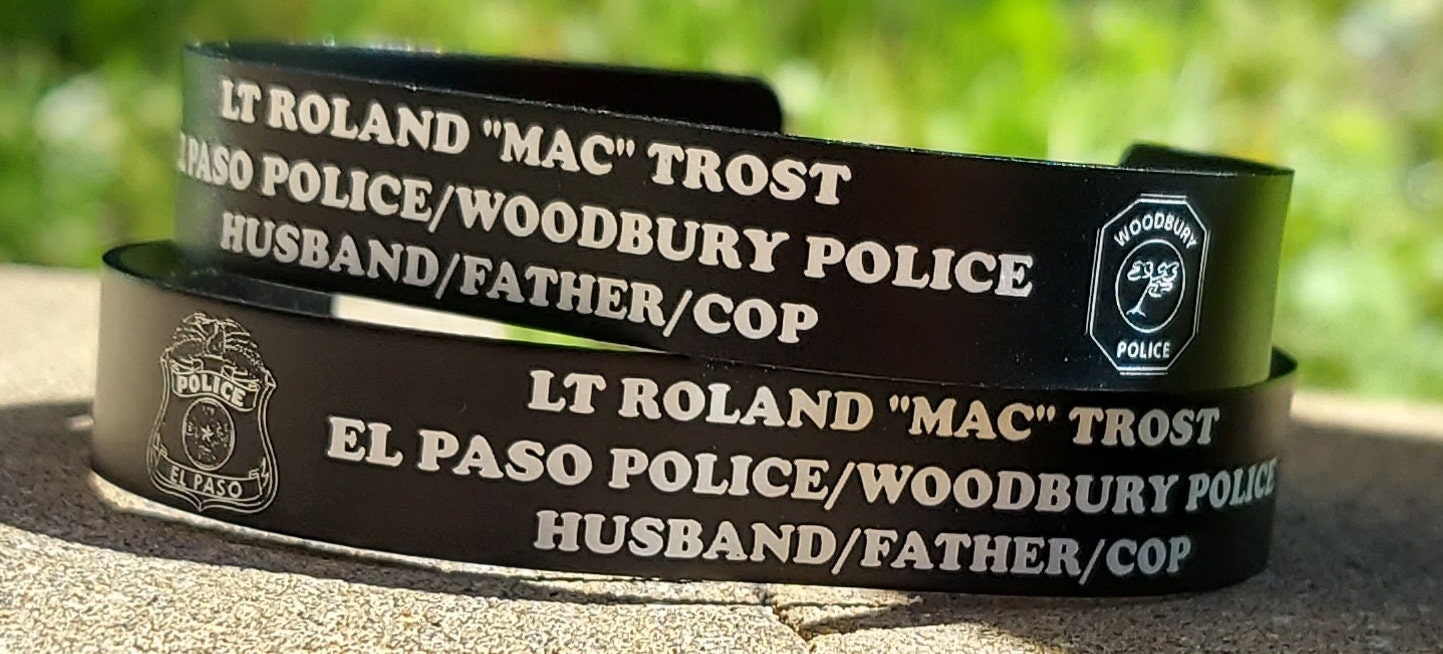 LT ROLAND "MAC" TROST
PASO POLICE/WOODBURY POLICE
HUSBAND/FATHER/COP
WOODBURY
POLICE
POLICE
EL PASO
LT ROLAND "MAC" TROST
EL PASO POLICE/WOODBURY POLICE
HUSBAND/FATHER/COP